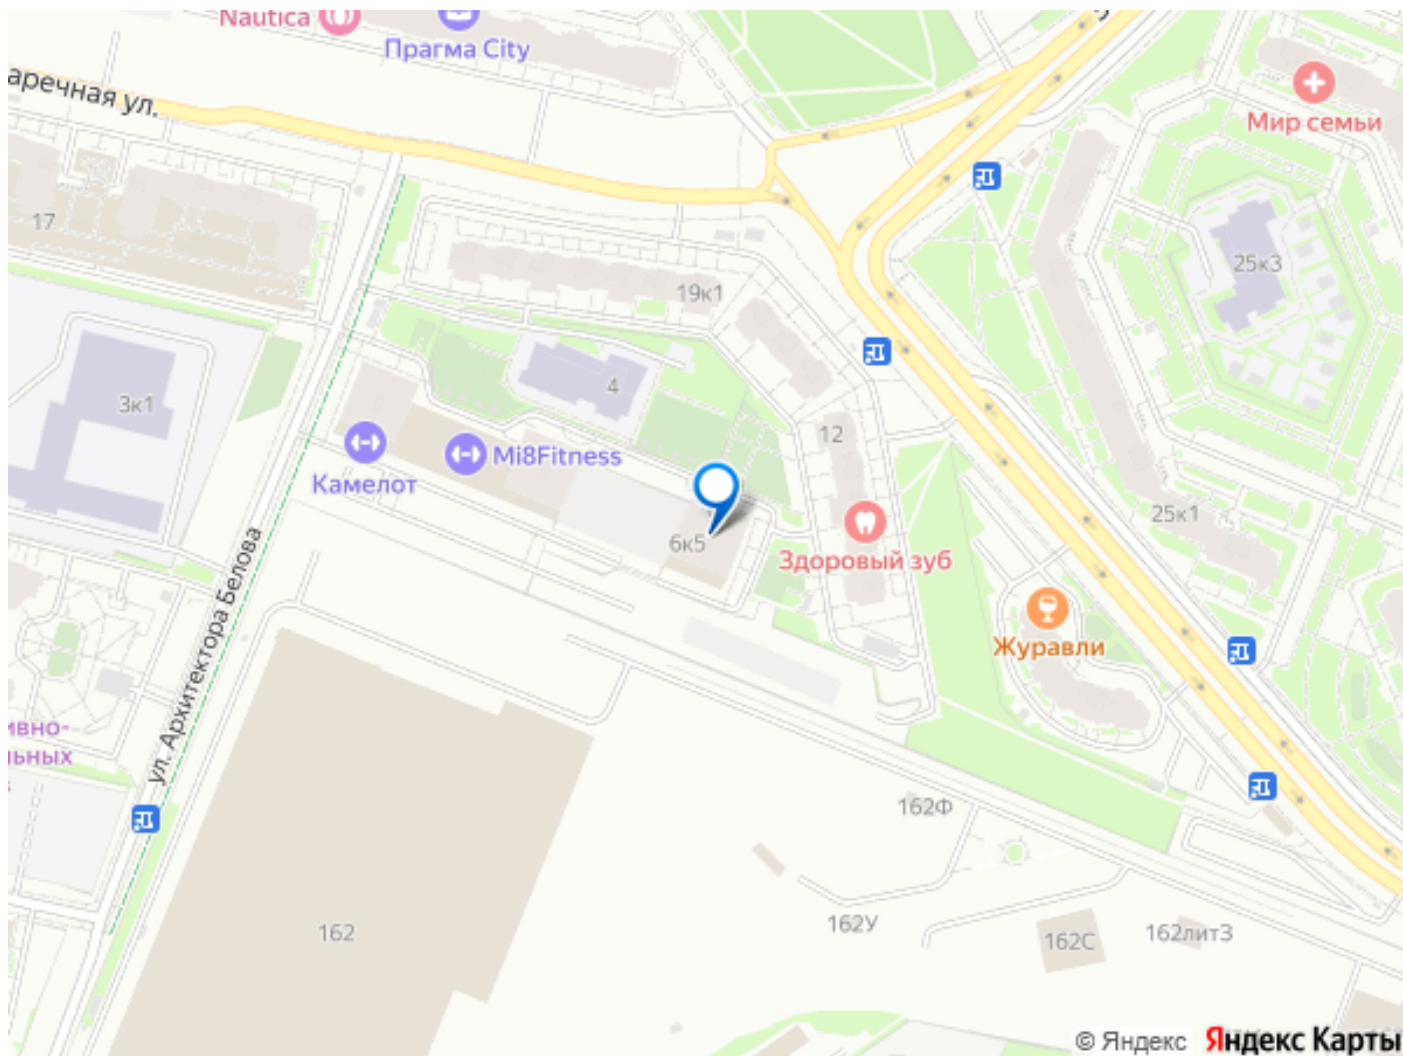 Nautica
Прагма City
аречная ул.
Мир семьи
17
25к3
19к1
4
3к1
12
Mi8Fitness
Камелот
25к1
6к5
Здоровый зуб
Журавли
ул. Архитектора Белова
ивно-
льных
в
162Ф
162У
162
162С
162литЗ
© Яндекс Яндекс Карты